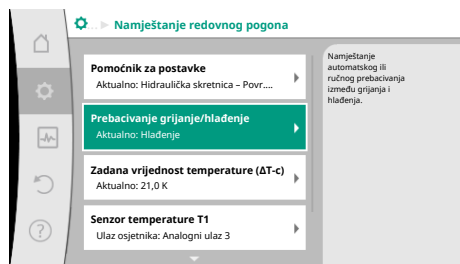 ... Namještanje redovnog pogona
Pomoćnik za postavke
Aktualno: Hidraulička skretnica – Povr....
Prebacivanje grijanje/hlađenje
Aktualno: Hlađenje
Zadana vrijednost temperature (ΔT-c)
Aktualno: 21,0 K
Senzor temperature T1
Ulaz osjetnika: Analogni ulaz 3
Namještanje
automatskog ili
ručnog prebacivanja
između grijanja i
hlađenja.
?